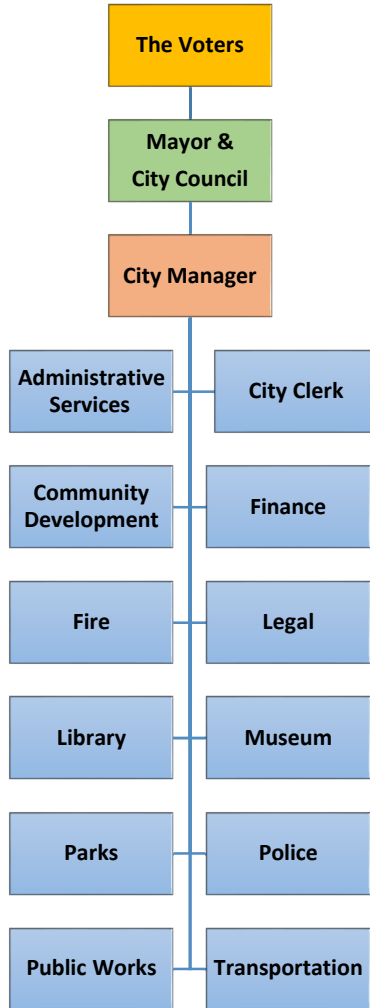 The Voters
Mayor &
City Council
City Manager
Administrative
Services
City Clerk
Community
Development
Finance
Fire
Legal
Library
Museum
Parks
Police
Public Works
Transportation